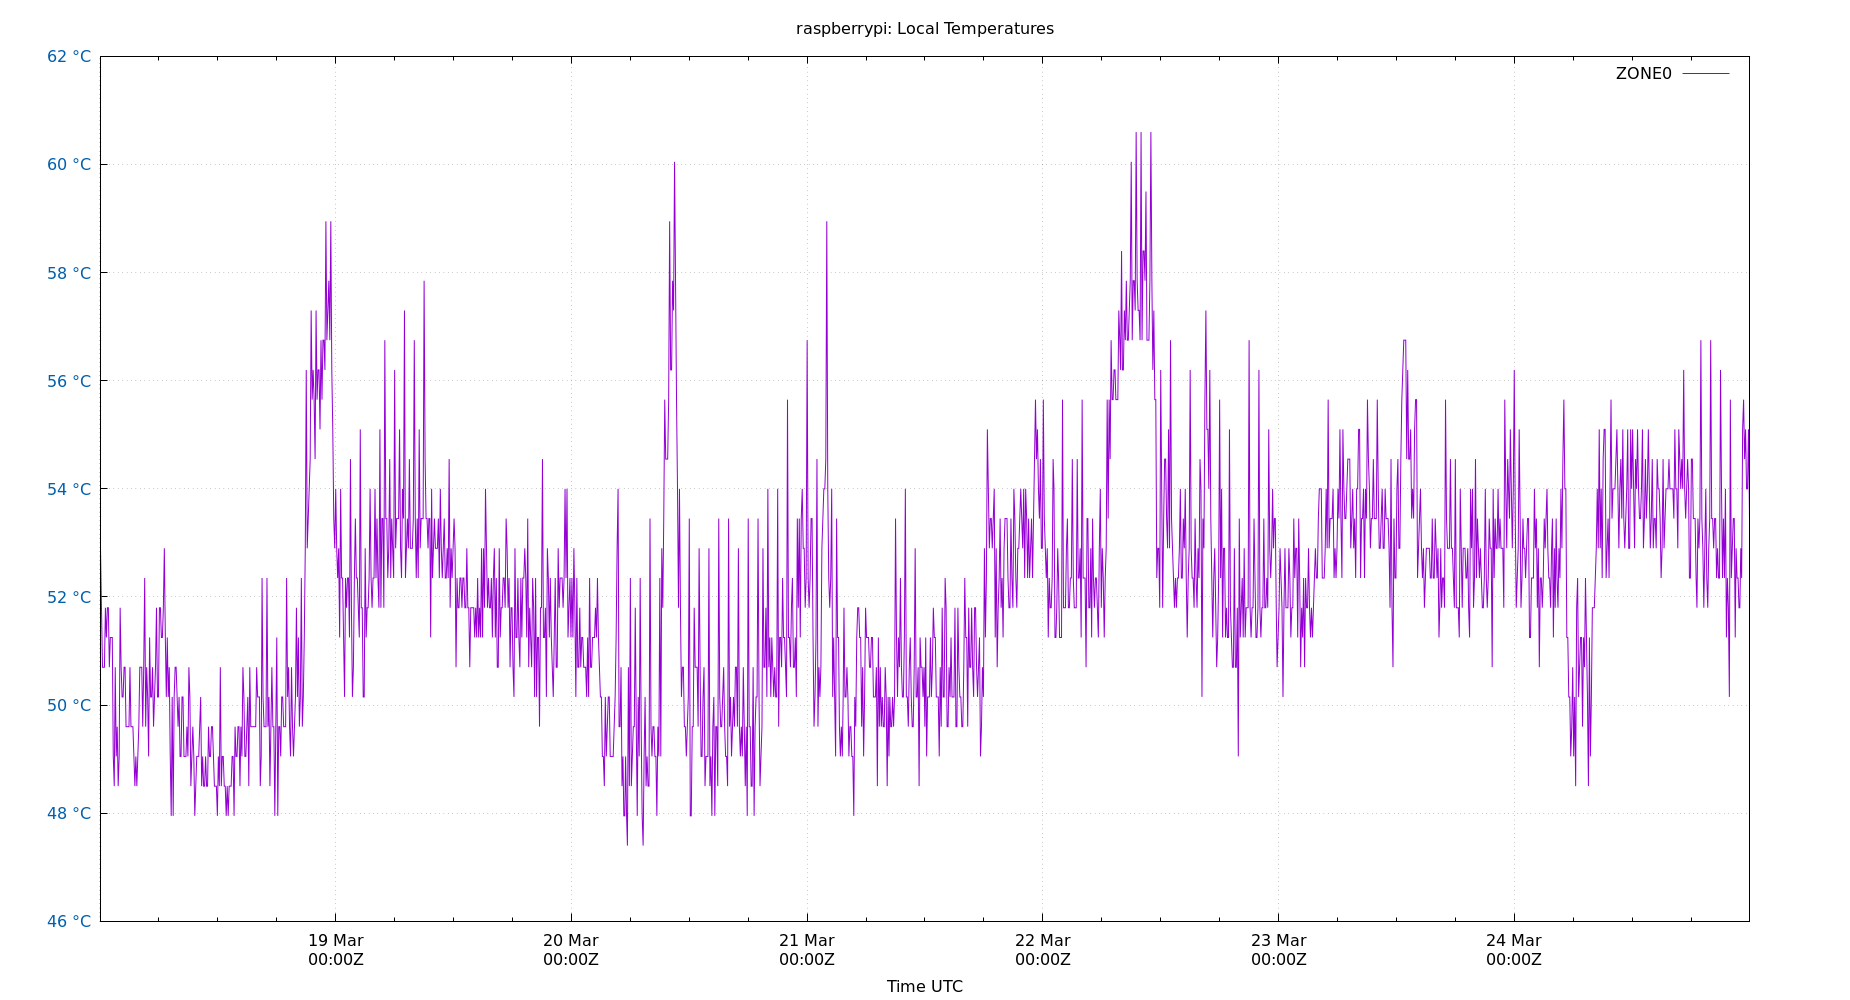 raspberrypi: Local Temperatures
62 °C
ZONE0
60 °C
58 °C
56 °C
54 °C
52 °C
50 °C
48 °C
46 °C
19 Mar 20 Mar 21 Mar 22 Mar 23 Mar 24 Mar
00:00Z 00:00Z 00:00Z 00:00Z 00:00Z 00:00Z
Time UTC